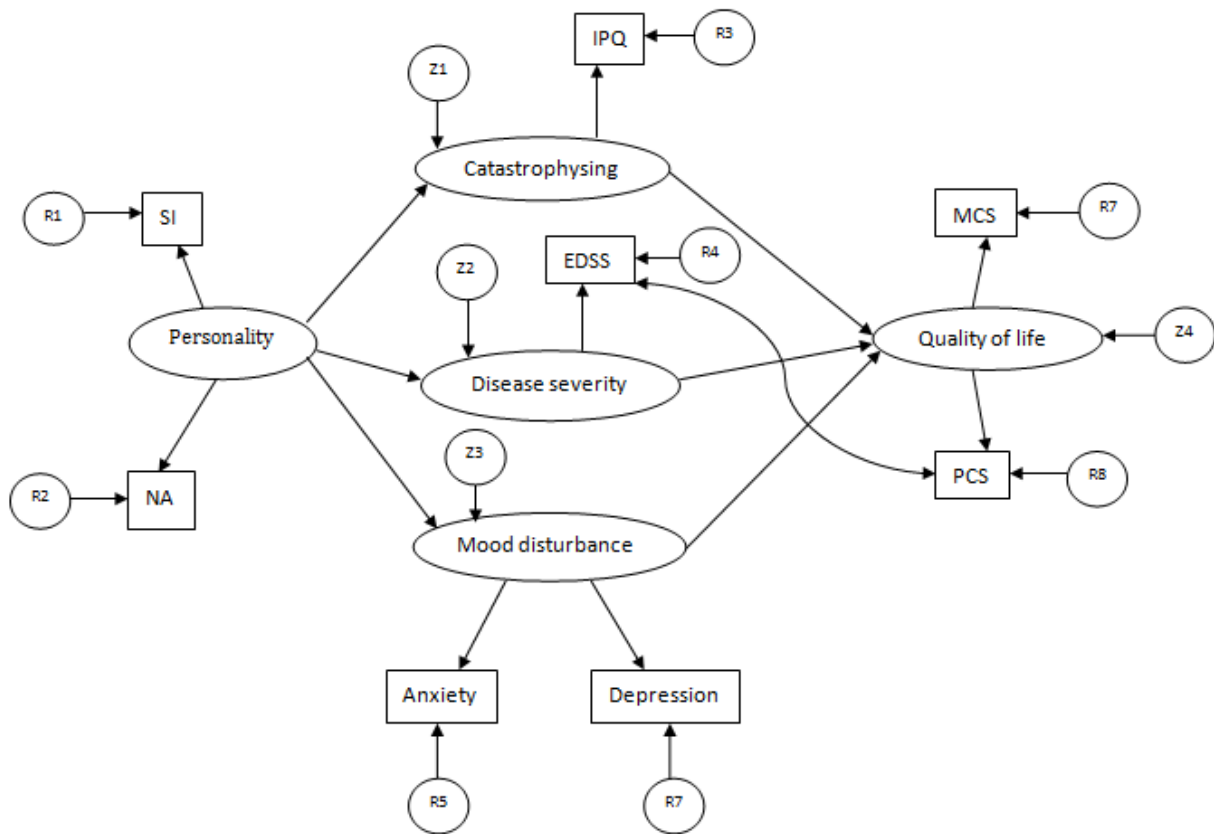 IPQ
R3
Z1
Catastrophysing
R1
SI
MCS
R7
EDSS
R4
Z2
Personality
Quality of life
Z4
Disease severity
Z3
PCS
R8
R2
NA
Mood disturbance
Anxiety
Depression
R5
R7